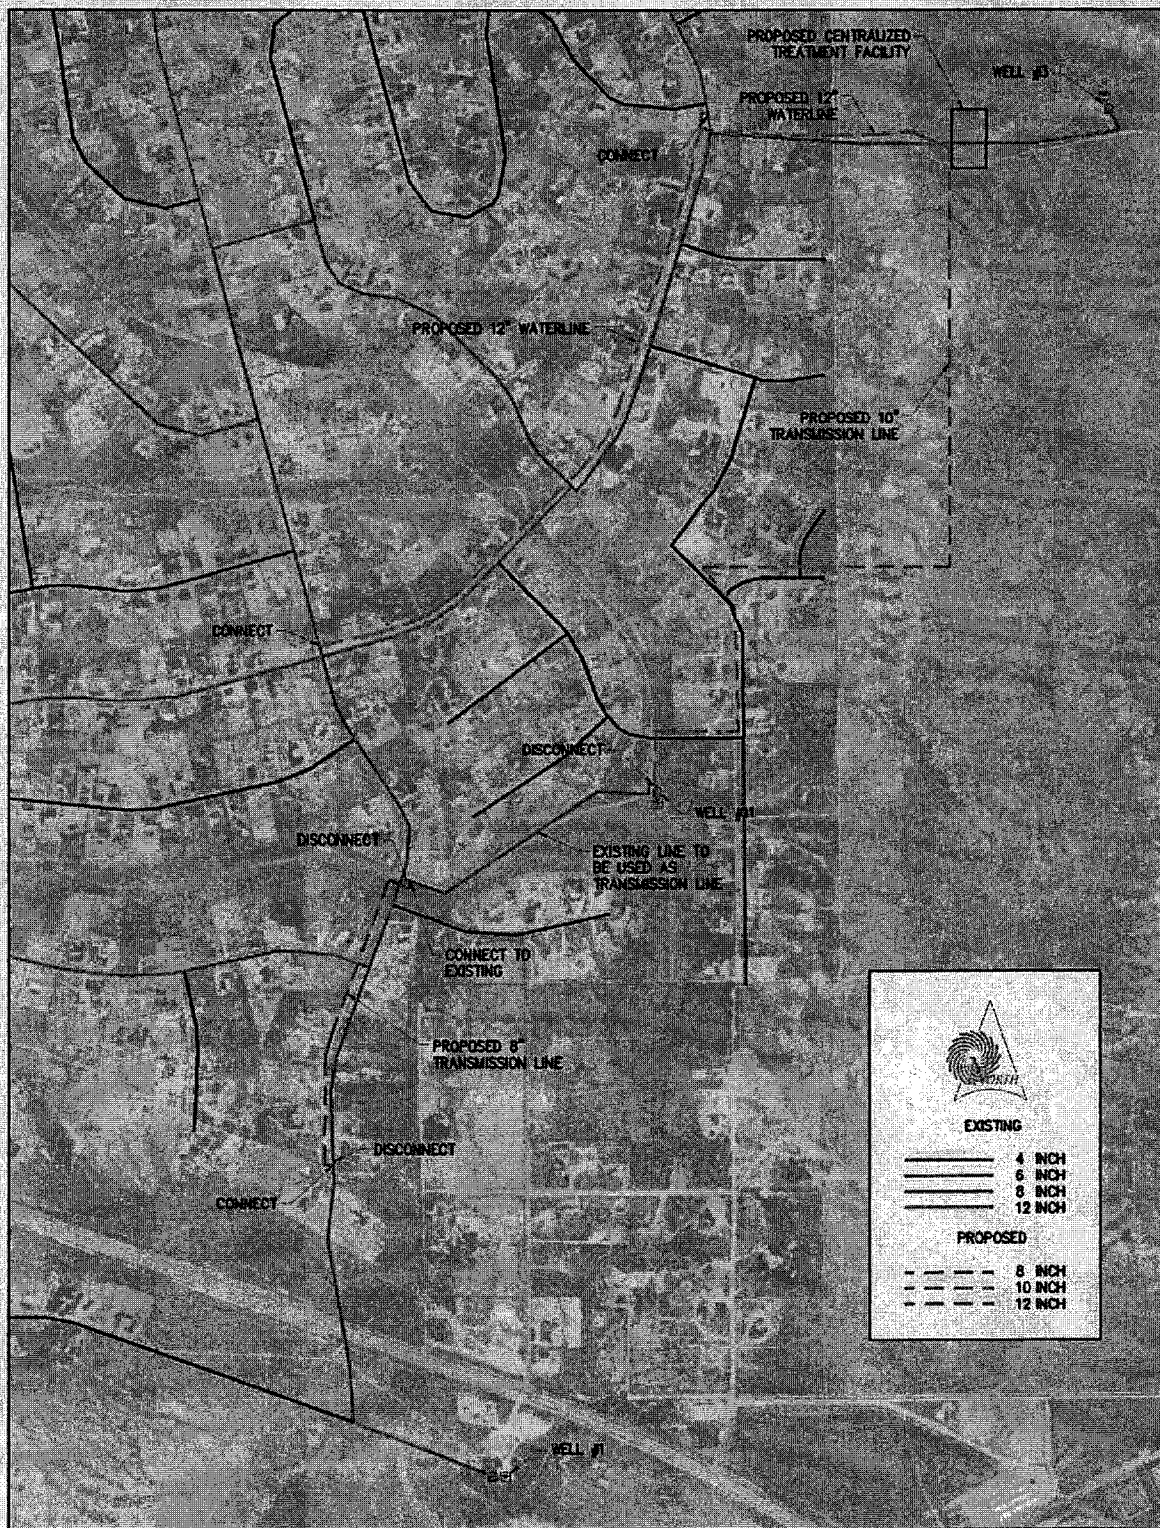 PROPOSED CENTRALIZED
TREATMENT FACILITY
WELL #3
PROPOSED 12"
WATERLINE
CONNECT
PROPOSED 12" WATERLINE
PROPOSED 10"
TRANSMISSION LINE
CONNECT
DISCONNECT
WELL
DISCONNECT
EXISTING LINE TO
BE USED AS
TRANSMISSION LINE
CONNECT TO
EXISTING
PROPOSED 8"
TRANSMISSION LINE
DISCONNECT
CONNECT
WELL #1
NORTH
EXISTING
4 INCH
6 INCH
8 INCH
12 INCH
PROPOSED
8 INCH
10 INCH
12 INCH